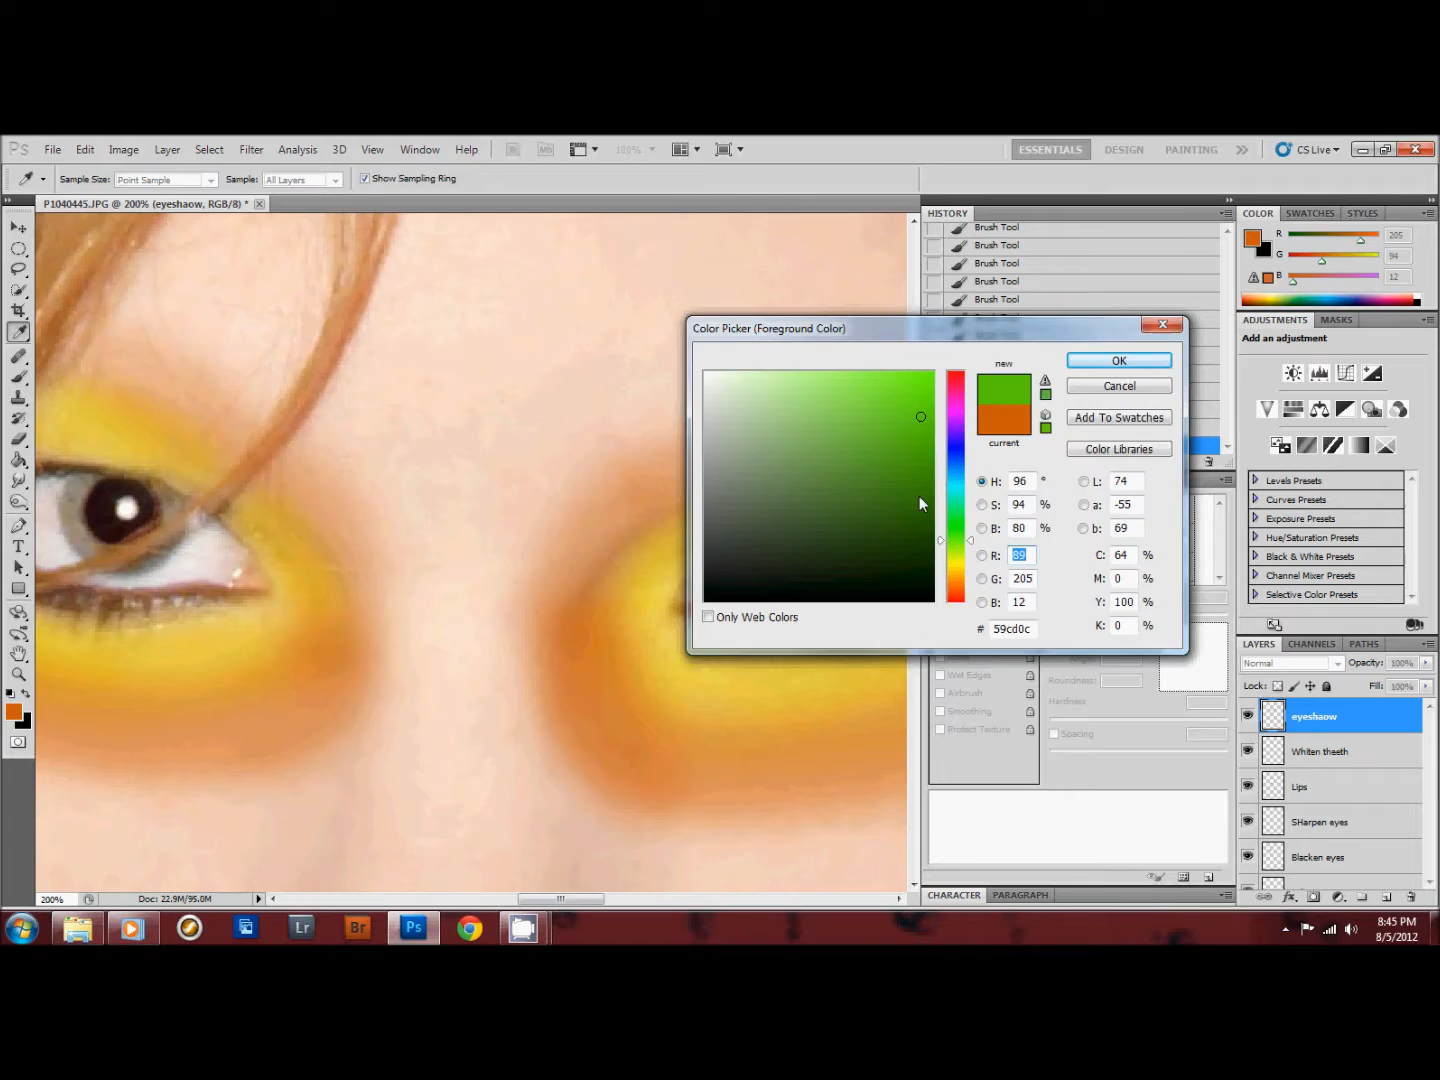 Ps File Edit Image Layer Select Filter Analysis 3D View Window Help Br Mb 100% ESSENTIALS DESIGN PAINTING CS Live
Sample Size: Point Sample Sample: All Layers Show Sampling Ring
P1040445.JPG @ 200% (eyeshaow, RGB/8) *
HISTORY
Brush Tool
Brush Tool
Brush Tool
Brush Tool
Brush Tool
COLOR SWATCHES STYLES
R 205
G 94
B 12
ADJUSTMENTS MASKS
Add an adjustment
Levels Presets
Curves Presets
Exposure Presets
Hue/Saturation Presets
Black & White Presets
Channel Mixer Presets
Selective Color Presets
Color Picker (Foreground Color)
new
current
OK
Cancel
Add To Swatches
Color Libraries
H: 96 °
S: 94 %
B: 80 %
R: 89
G: 205
B: 12
# 59cd0c
L: 74
a: -55
b: 69
C: 64 %
M: 0 %
Y: 100 %
K: 0 %
Only Web Colors
Wet Edges
Airbrush
Smoothing
Protect Texture
Roundness:
Hardness
Spacing
LAYERS CHANNELS PATHS
Normal Opacity: 100%
Lock: Fill: 100%
eyeshaow
Whiten theeth
Lips
SHarpen eyes
Blacken eyes
CHARACTER PARAGRAPH
200% Doc: 22.9M/95.0M
Lr Br Ps
8:45 PM
8/5/2012